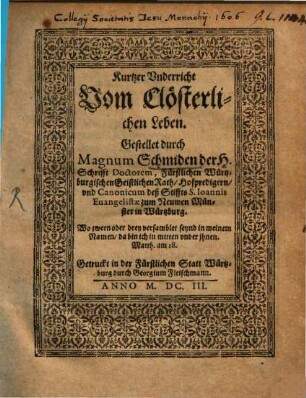 Collegij Societatis Iesu Monachij 1606
Kurtzer Vnderricht
Vom Clösterli-
chen Leben.
Gestellet durch
Magnum Schmiden der H.
Schrifft Doctorem, Fürstlichen Würtz-
burgischen Geistlichen Rath/ Hofpredigern/
vnd Canonicum deß Stiffts S. Ioannis
Euangelistæ zum Neuwen Mün-
ster in Würtzburg.
Wo zween oder drey versamblet seynd in meinem
Namen/ da bin ich in mitten vnder ihnen.
Matth. am 18.
Getruckt in der Fürstlichen Statt Würtz-
burg durch Georgium Fleischmann.
ANNO M. DC. III.